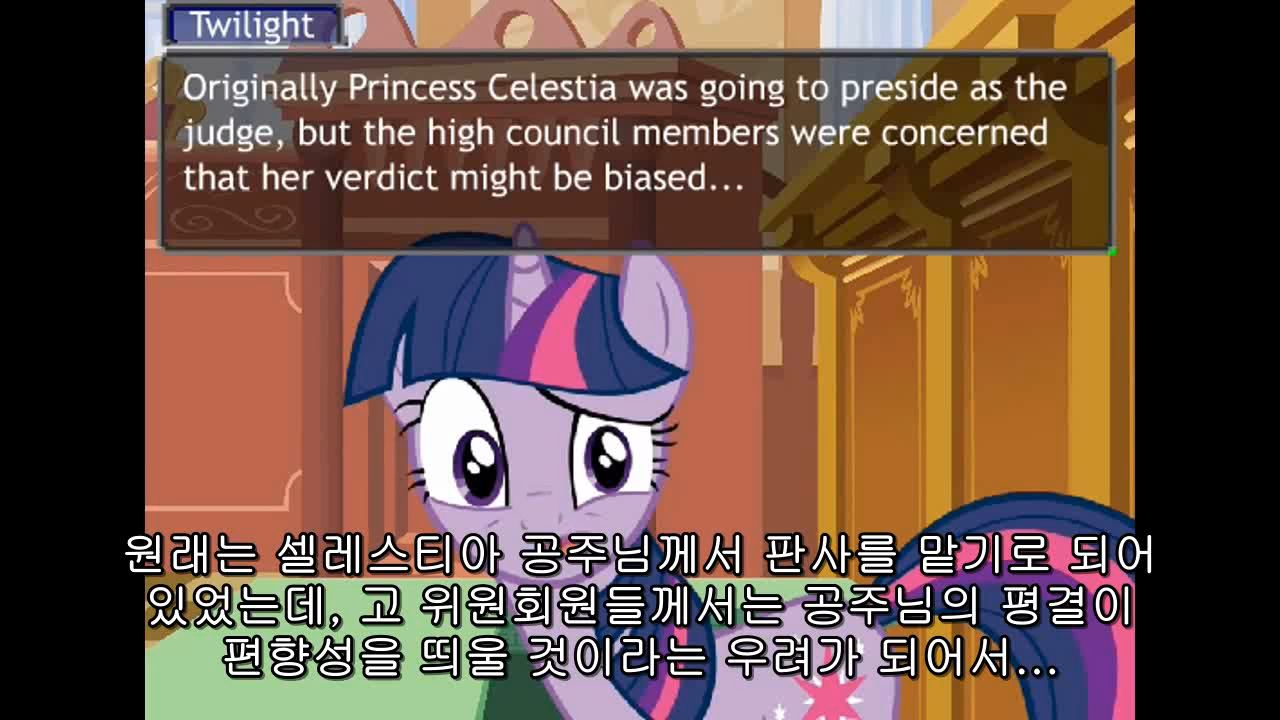 Twilight
Originally Princess Celestia was going to preside as the
judge, but the high council members were concerned
that her verdict might be biased...
원래는 셀레스티아 공주님께서 판사를 맡기로 되어
있었는데, 고 위원회원들께서는 공주님의 평결이
편향성을 띄울 것이라는 우려가 되어서...